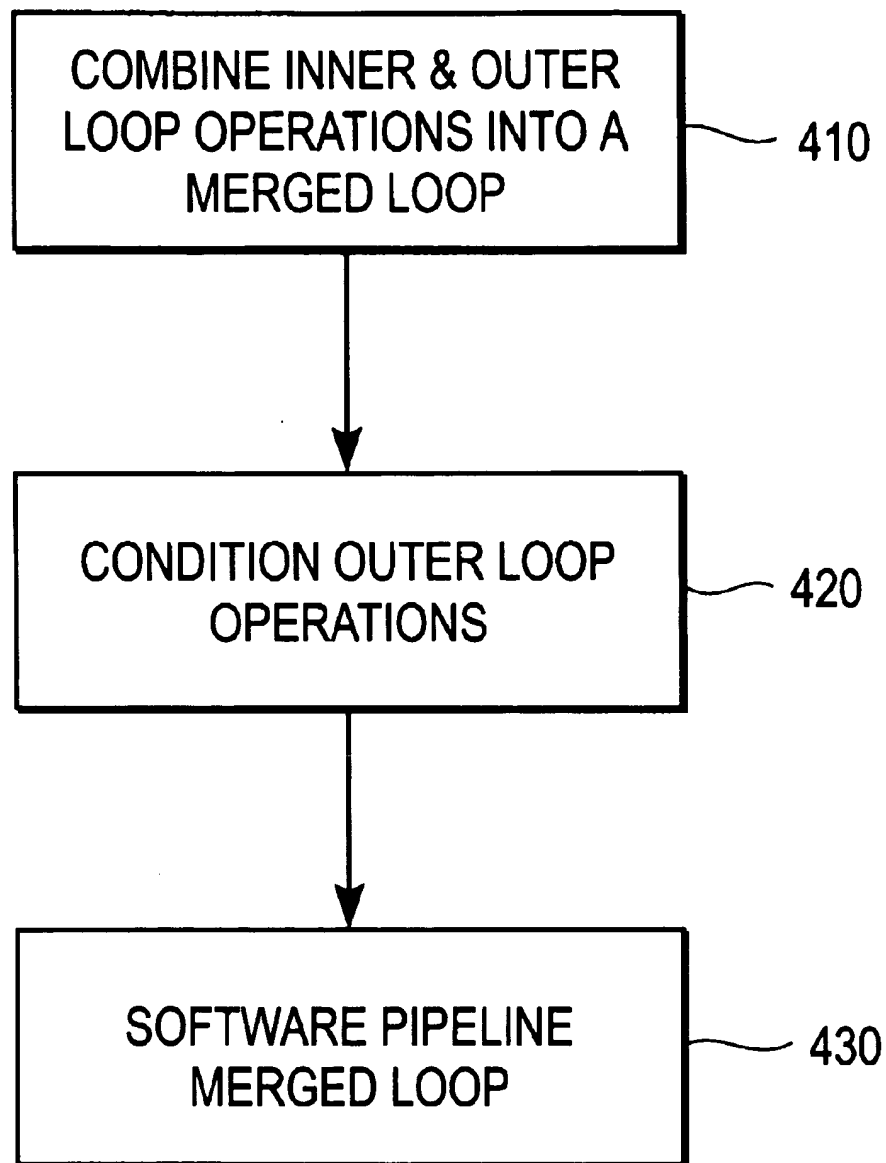 COMBINE INNER & OUTER
LOOP OPERATIONS INTO A
MERGED LOOP
410
CONDITION OUTER LOOP
OPERATIONS
420
SOFTWARE PIPELINE
MERGED LOOP
430